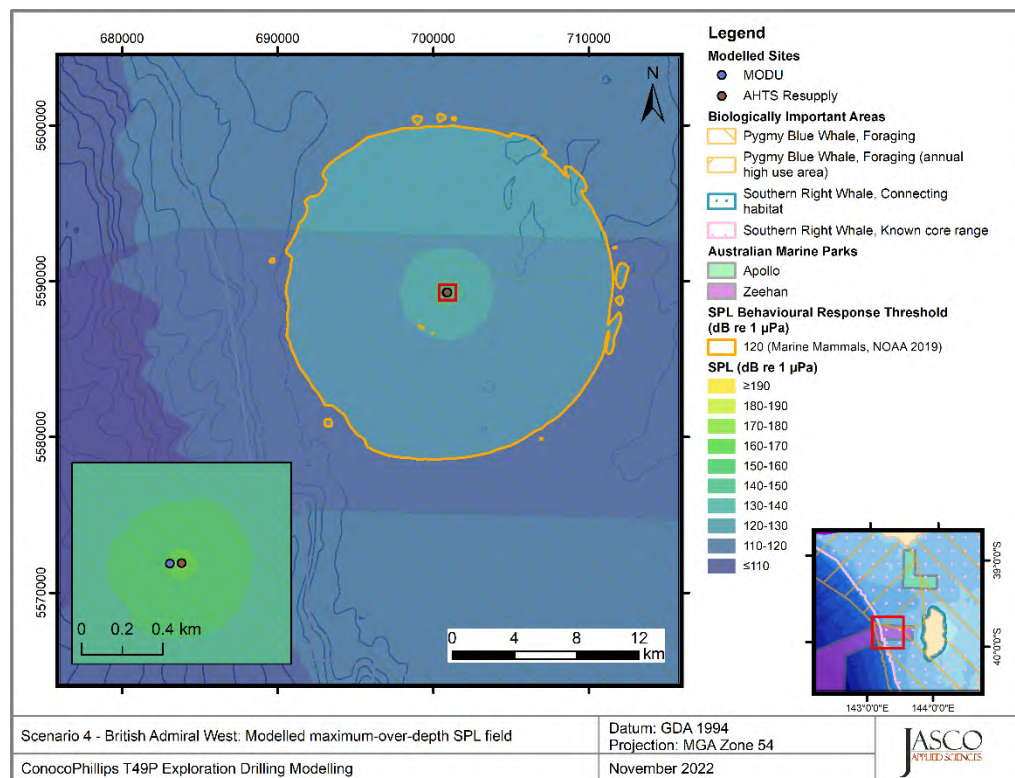 680000 690000 700000 710000
5600000
5590000
5580000
5570000
N
0 0.2 0.4 km
0 4 8 12
km
Legend
Modelled Sites
MODU
AHTS Resupply
Biologically Important Areas
Pygmy Blue Whale, Foraging
Pygmy Blue Whale, Foraging (annual
high use area)
Southern Right Whale, Connecting
habitat
Southern Right Whale, Known core range
Australian Marine Parks
Apollo
Zeehan
SPL Behavioural Response Threshold
(dB re 1 µPa)
120 (Marine Mammals, NOAA 2019)
SPL (dB re 1 µPa)
≥190
180-190
170-180
160-170
150-160
140-150
130-140
120-130
110-120
≤110
39°0'0"S
40°0'0"S
143°0'0"E 144°0'0"E
Scenario 4 - British Admiral West: Modelled maximum-over-depth SPL field
ConocoPhillips T49P Exploration Drilling Modelling
Datum: GDA 1994
Projection: MGA Zone 54
November 2022
JASCO
APPLIED SCIENCES